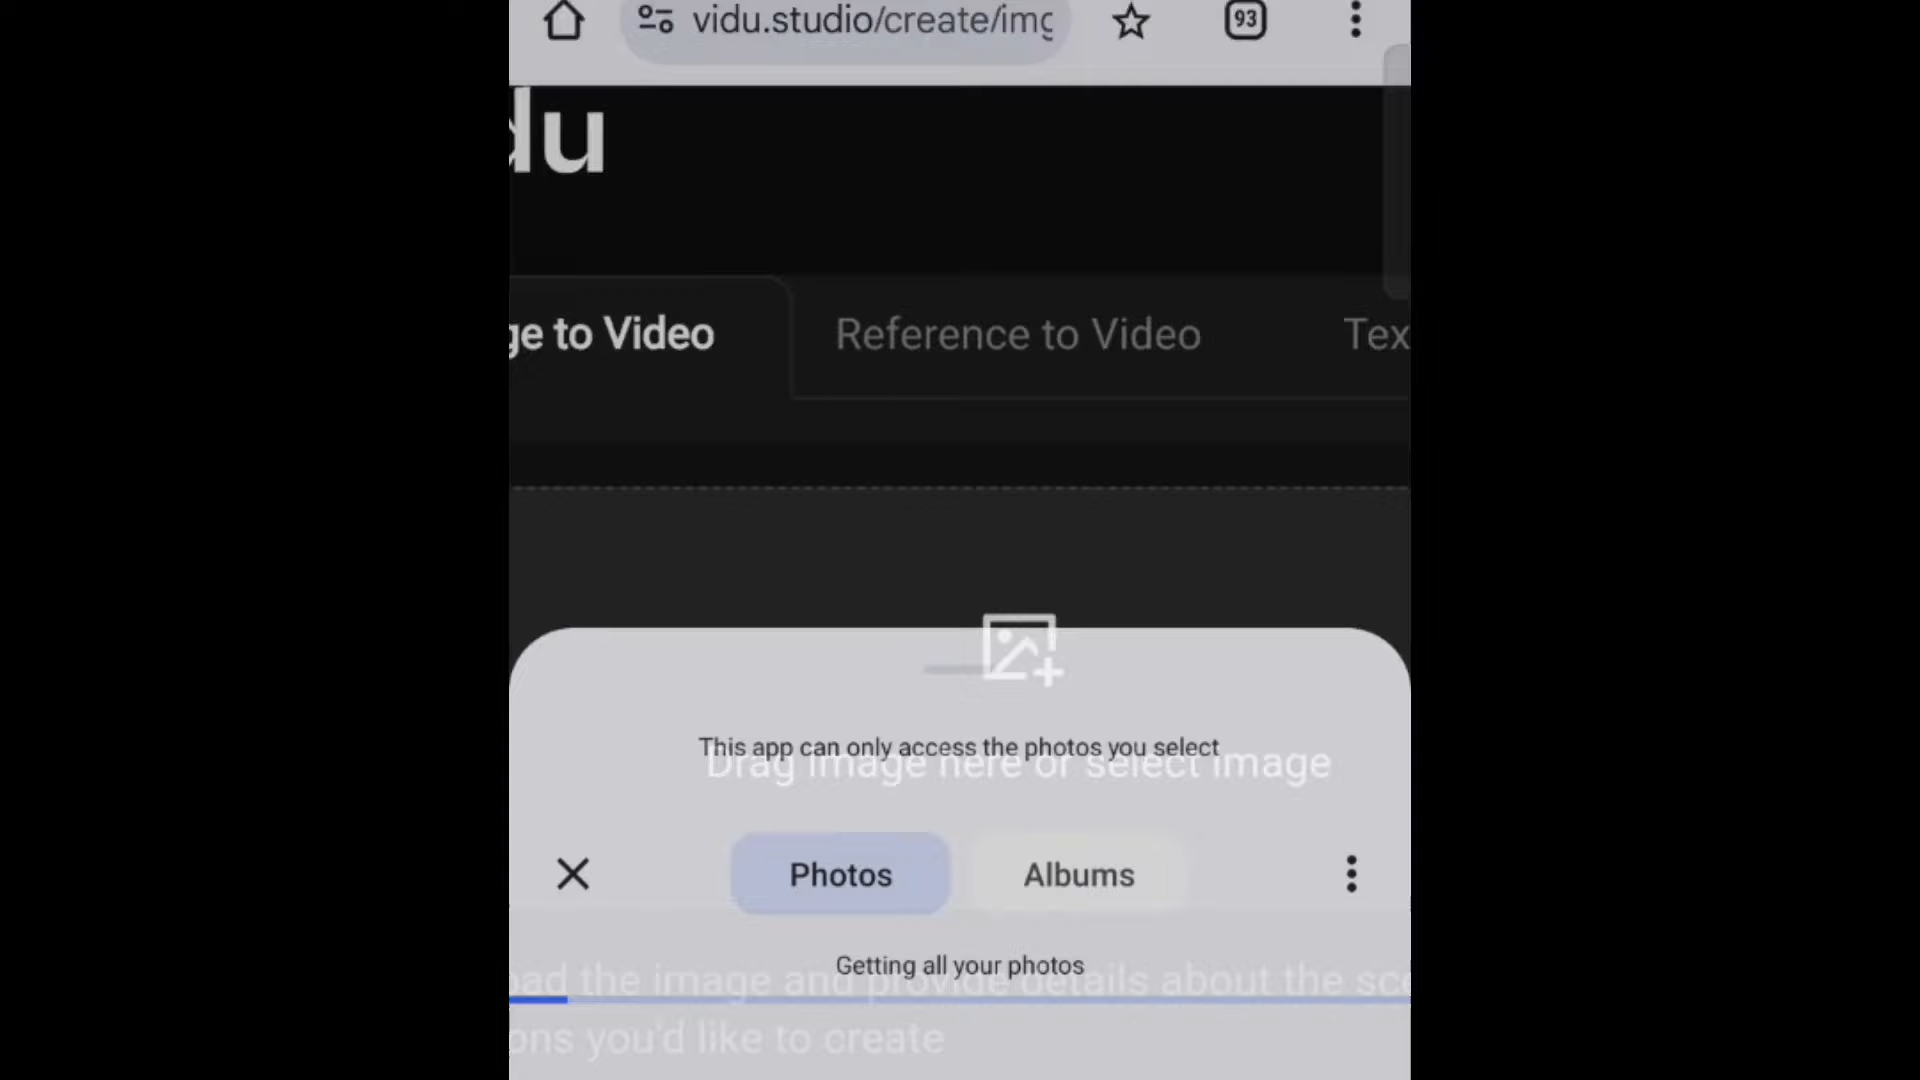 vidu.studio/create/img
93
du
ge to Video
Reference to Video
Tex
This app can only access the photos you select
Drag image here or select image
Photos
Albums
Getting all your photos
oad the image and provide details about the sce
ons you'd like to create